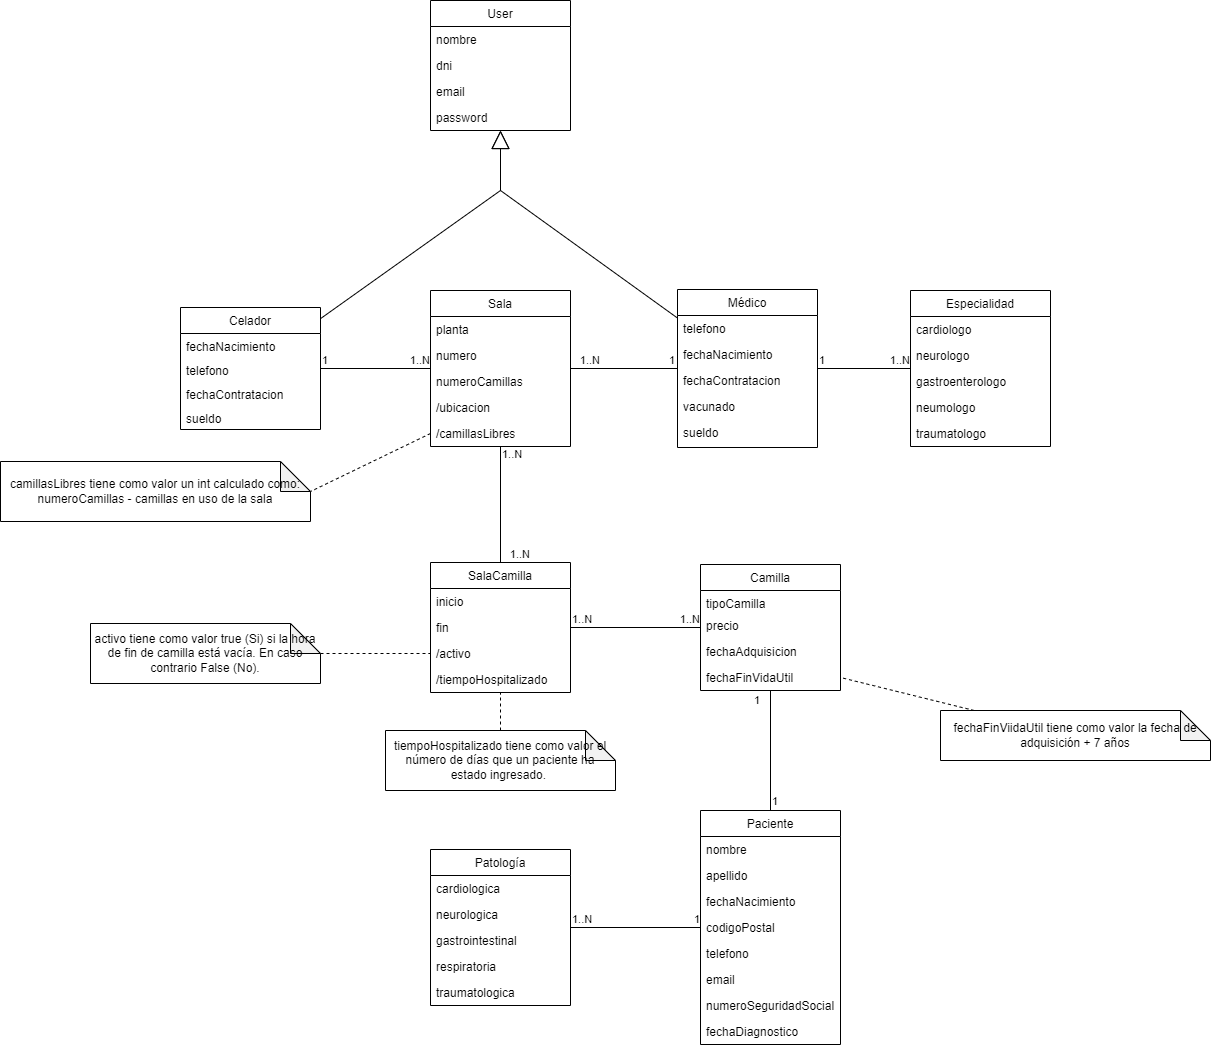 User
nombre
dni
email
password
Celador
fechaNacimiento
telefono
fechaContratacion
sueldo
1
1..N
Sala
planta
numero
numeroCamillas
/ubicacion
/camillasLibres
1..N
1
Médico
telefono
fechaNacimiento
fechaContratacion
vacunado
sueldo
1
1..N
Especialidad
cardiologo
neurologo
gastroenterologo
neumologo
traumatologo
camillasLibres tiene como valor un int calculado como:
numeroCamillas - camillas en uso de la sala
1..N
1..N
SalaCamilla
inicio
fin
/activo
/tiempoHospitalizado
1..N
1..N
Camilla
tipoCamilla
precio
fechaAdquisicion
fechaFinVidaUtil
activo tiene como valor true (Si) si la hora
de fin de camilla está vacía. En caso
contrario False (No).
tiempoHospitalizado tiene como valor el
número de días que un paciente ha
estado ingresado.
fechaFinViidaUtil tiene como valor la fecha de
adquisición + 7 años
1
1
Paciente
nombre
apellido
fechaNacimiento
codigoPostal
telefono
email
numeroSeguridadSocial
fechaDiagnostico
Patología
cardiologica
neurologica
gastrointestinal
respiratoria
traumatologica
1..N
1